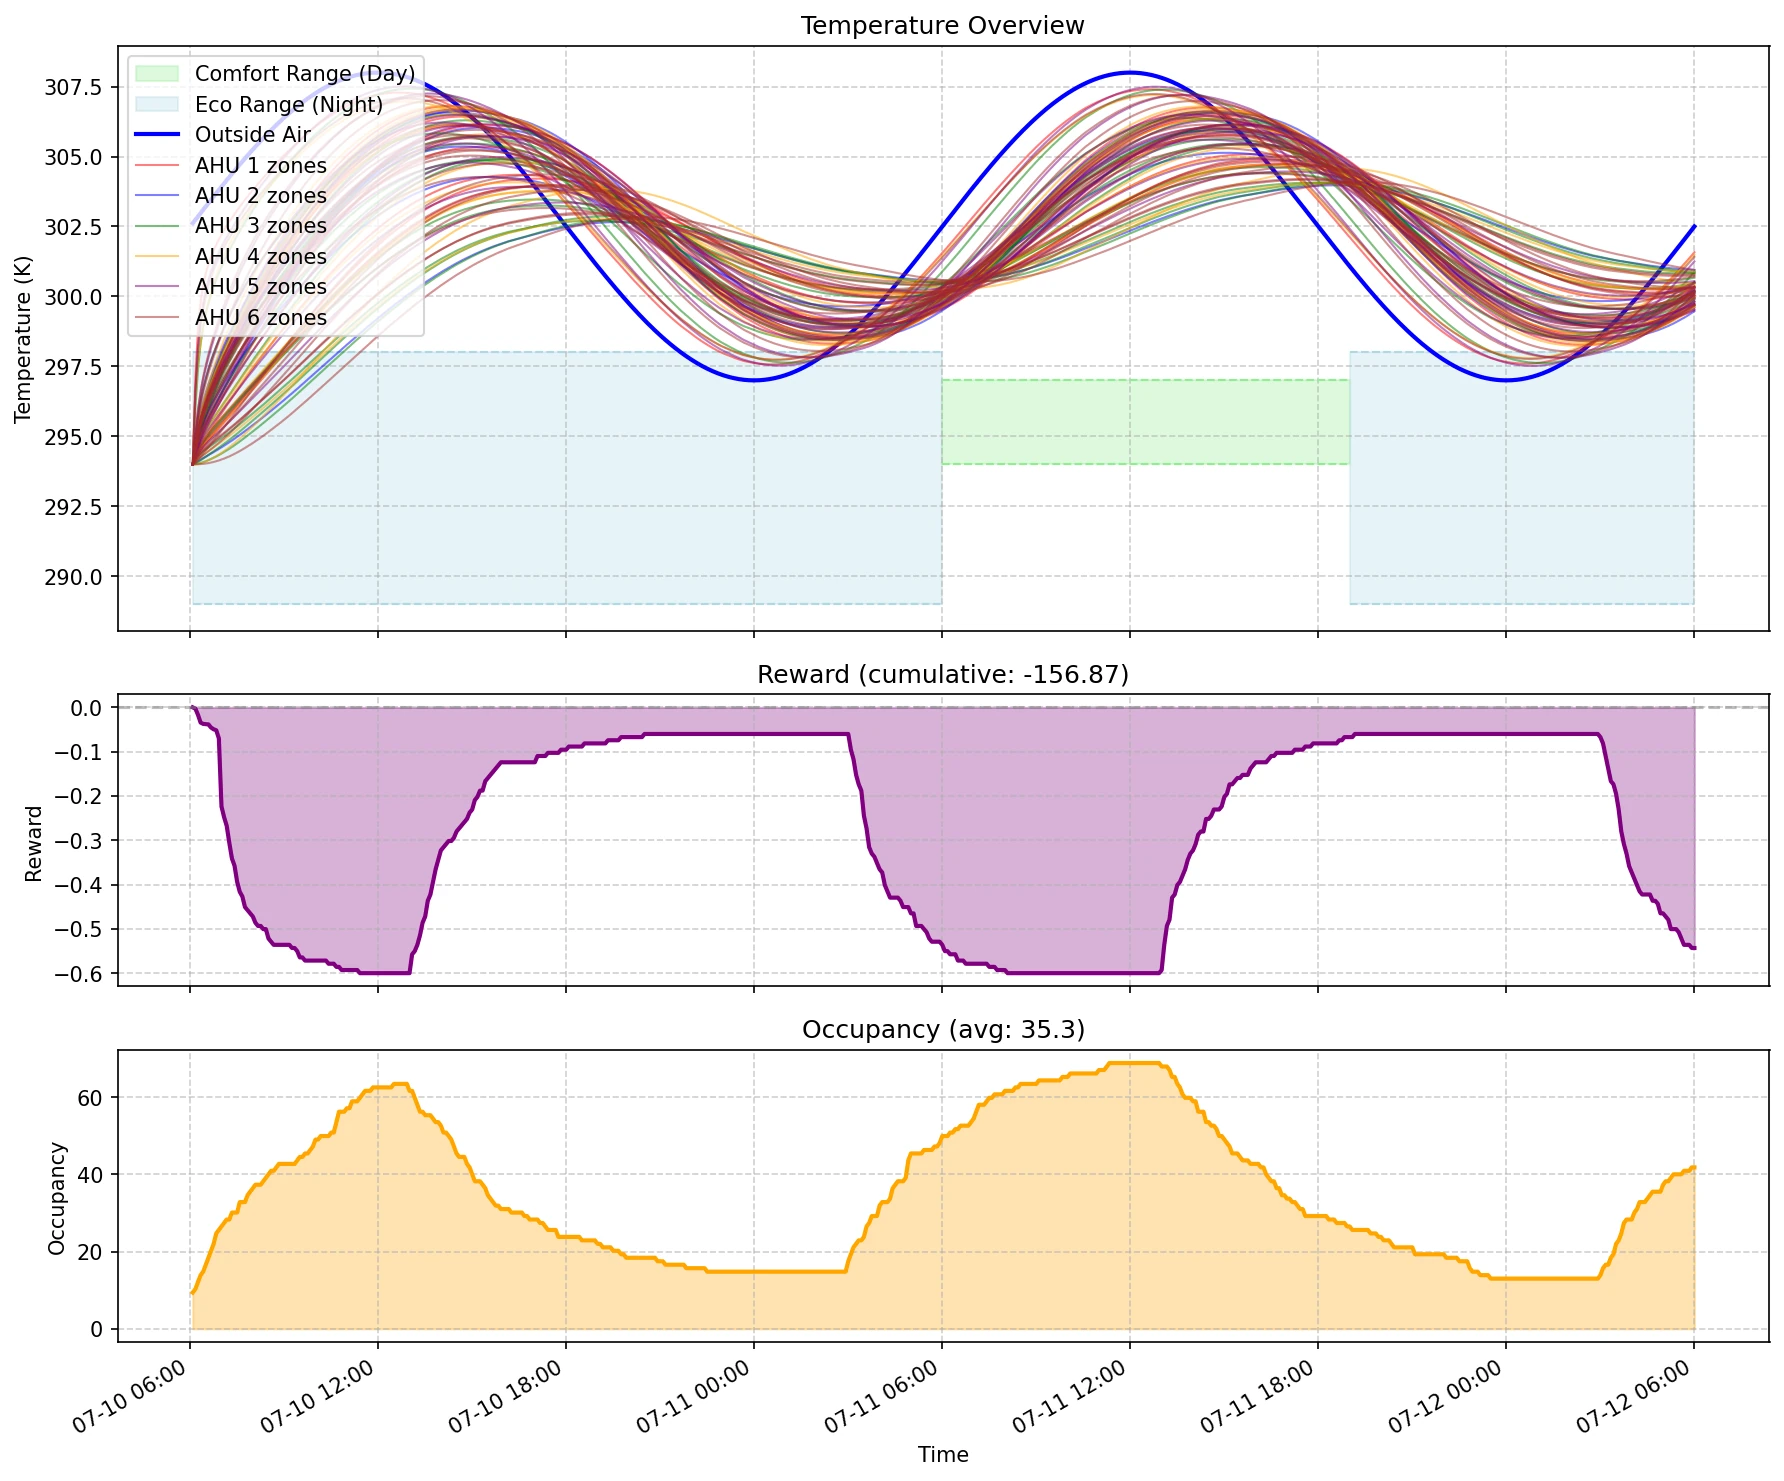 Temperature Overview
Temperature (K)
307.5
305.0
302.5
300.0
297.5
295.0
292.5
290.0
Comfort Range (Day)
Eco Range (Night)
Outside Air
AHU 1 zones
AHU 2 zones
AHU 3 zones
AHU 4 zones
AHU 5 zones
AHU 6 zones
Reward (cumulative: -156.87)
Reward
0.0
−0.1
−0.2
−0.3
−0.4
−0.5
−0.6
Occupancy (avg: 35.3)
Occupancy
60
40
20
0
07-10 06:00
07-10 12:00
07-10 18:00
07-11 00:00
07-11 06:00
07-11 12:00
07-11 18:00
07-12 00:00
07-12 06:00
Time